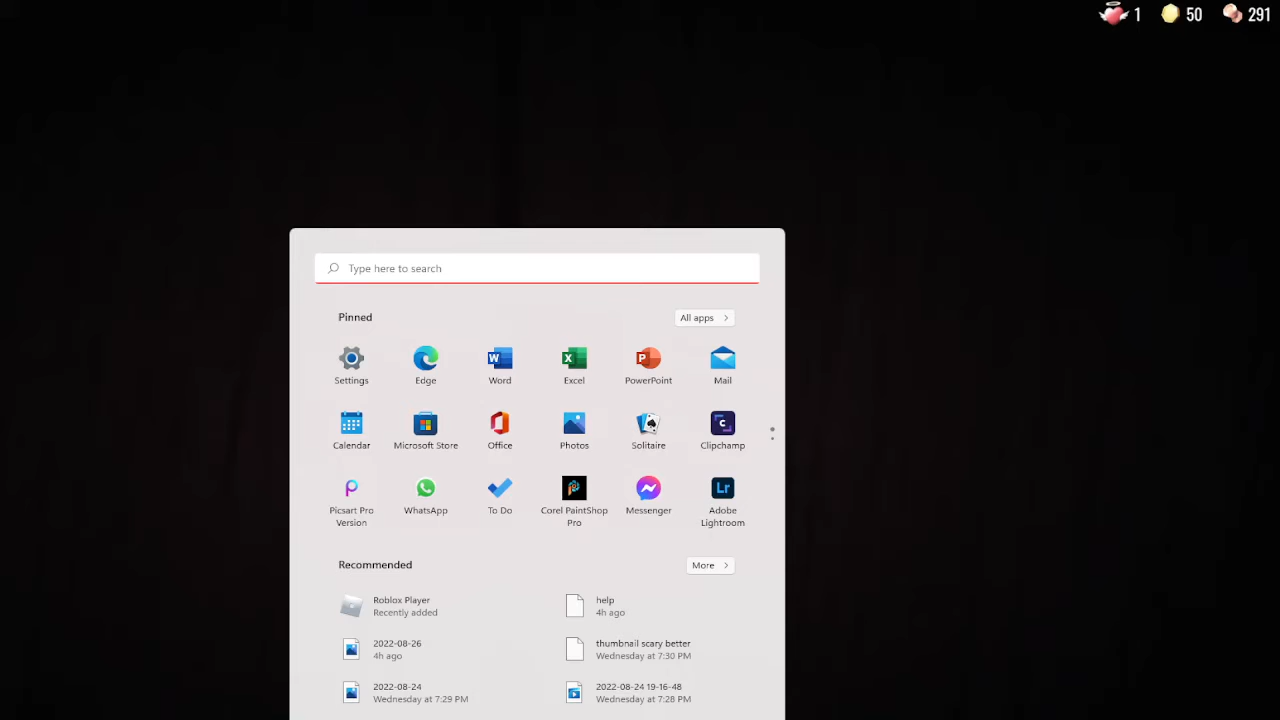 1 50 291
Type here to search
Pinned
All apps
Settings Edge Word Excel PowerPoint Mail
Calendar Microsoft Store Office Photos Solitaire Clipchamp
Picsart Pro Version WhatsApp To Do Corel PaintShop Pro Messenger Adobe Lightroom
Recommended
More
Roblox Player
Recently added
help
4h ago
2022-08-26
4h ago
thumbnail scary better
Wednesday at 7:30 PM
2022-08-24
Wednesday at 7:29 PM
2022-08-24 19-16-48
Wednesday at 7:28 PM